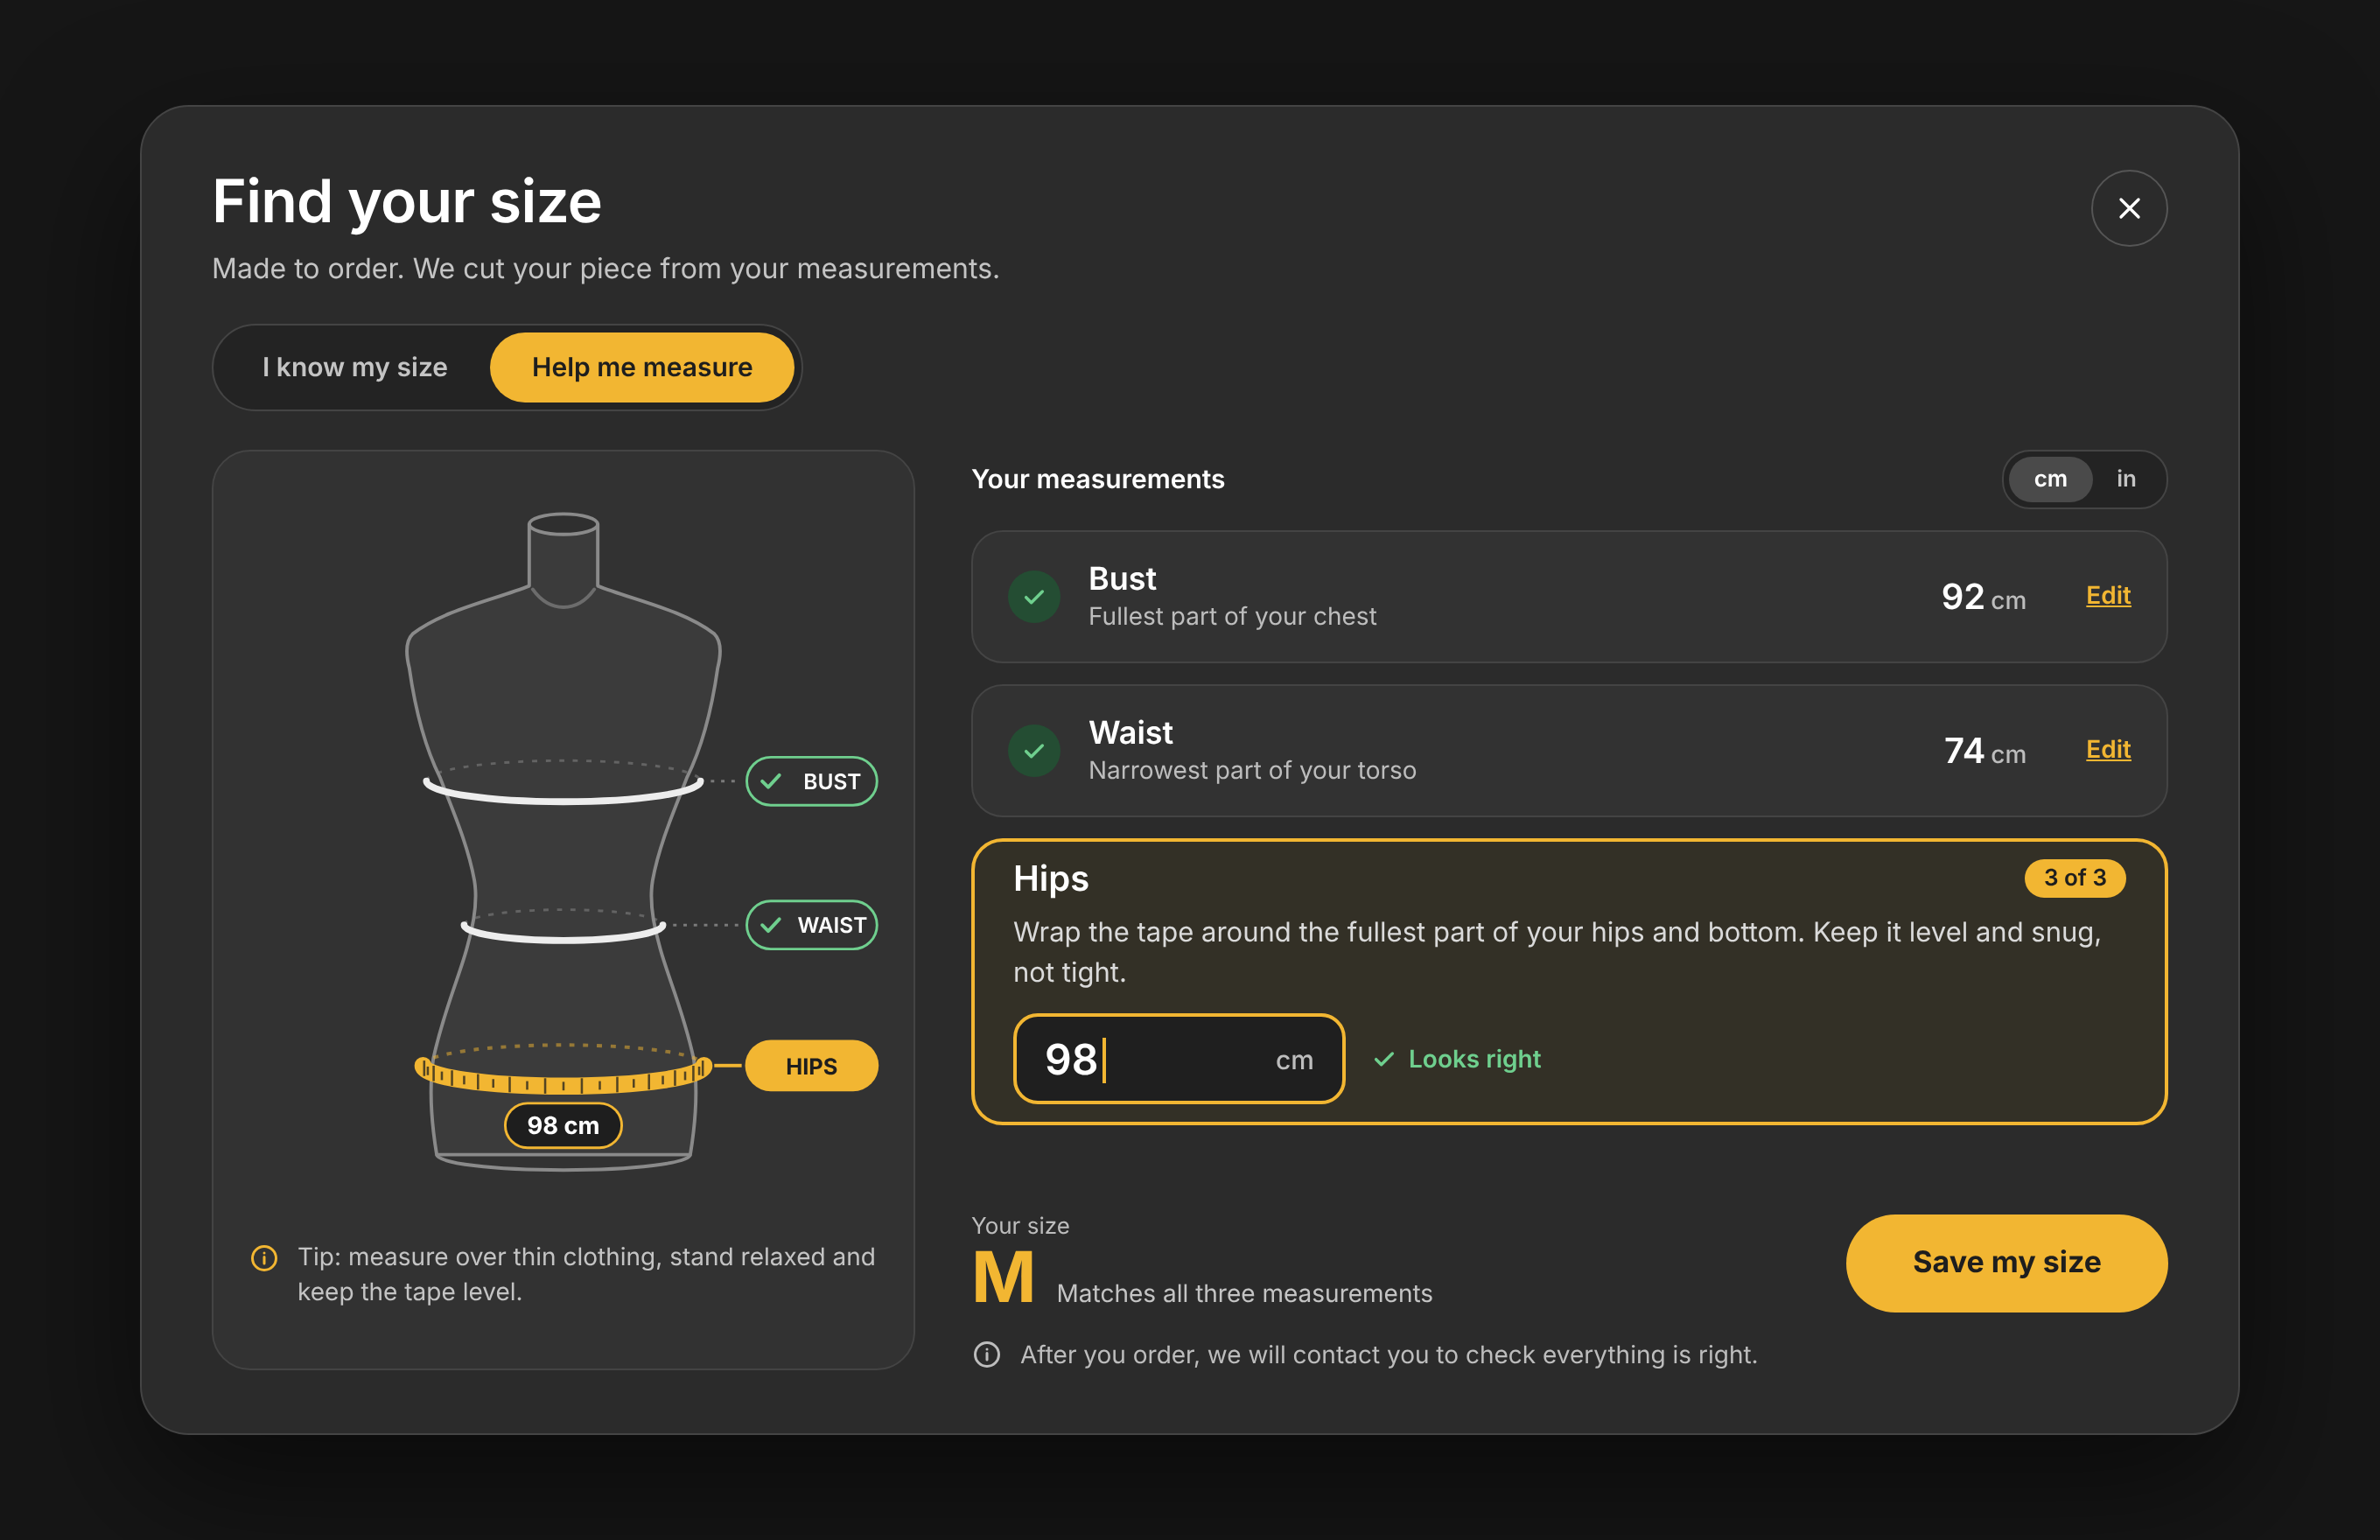 Find your size
Made to order. We cut your piece from your measurements.
I know my size
Help me measure
BUST
WAIST
HIPS
98 cm
Tip: measure over thin clothing, stand relaxed and
keep the tape level.
Your measurements
cm
in
Bust
Fullest part of your chest
92 cm
Edit
Waist
Narrowest part of your torso
74 cm
Edit
Hips
3 of 3
Wrap the tape around the fullest part of your hips and bottom. Keep it level and snug,
not tight.
98
cm
Looks right
Your size
M
Matches all three measurements
Save my size
After you order, we will contact you to check everything is right.